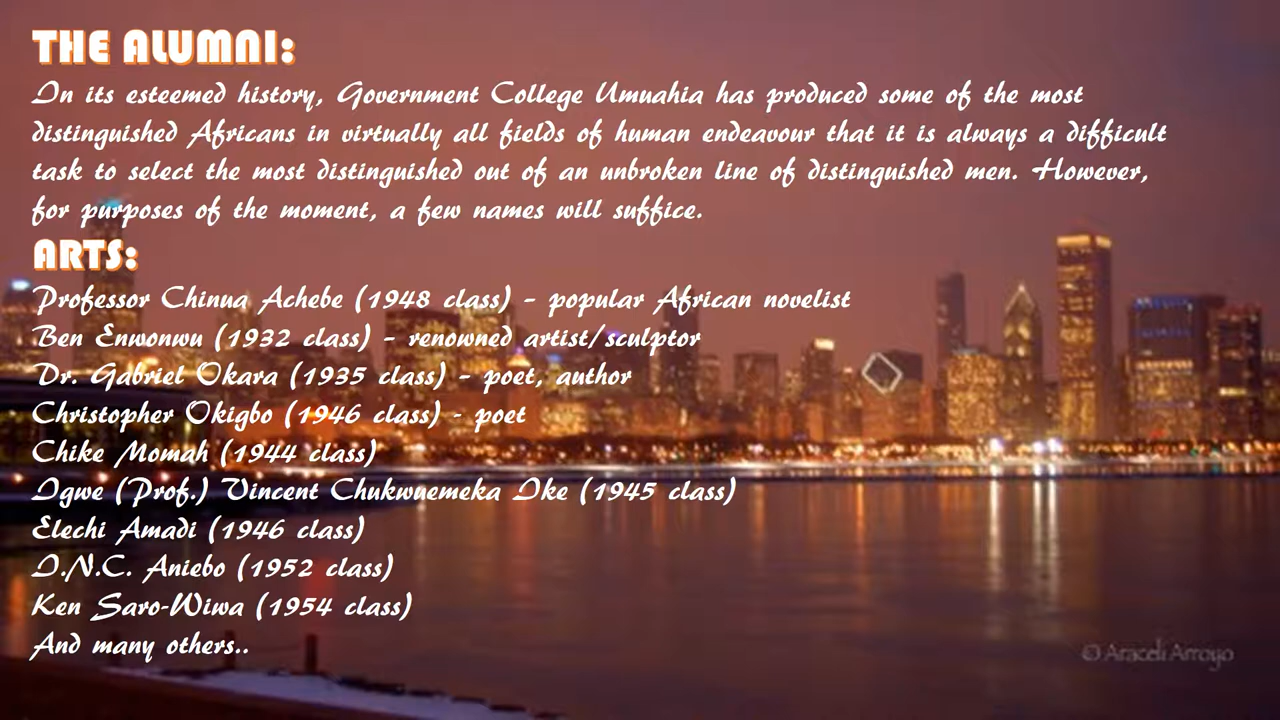 THE ALUMNI:
In its esteemed history, Government College Umuahia has produced some of the most
distinguished Africans in virtually all fields of human endeavour that it is always a difficult
task to select the most distinguished out of an unbroken line of distinguished men. However,
for purposes of the moment, a few names will suffice.
ARTS:
Professor Chinua Achebe (1948 class) – popular African novelist
Ben Enwonwu (1932 class) – renowned artist/sculptor
Dr. Gabriel Okara (1935 class) – poet, author
Christopher Okigbo (1946 class) - poet
Chike Momah (1944 class)
Igwe (Prof.) Vincent Chukwuemeka Ike (1945 class)
Elechi Amadi (1946 class)
I.N.C. Aniebo (1952 class)
Ken Saro-Wiwa (1954 class)
And many others..
© Araceli Arroyo